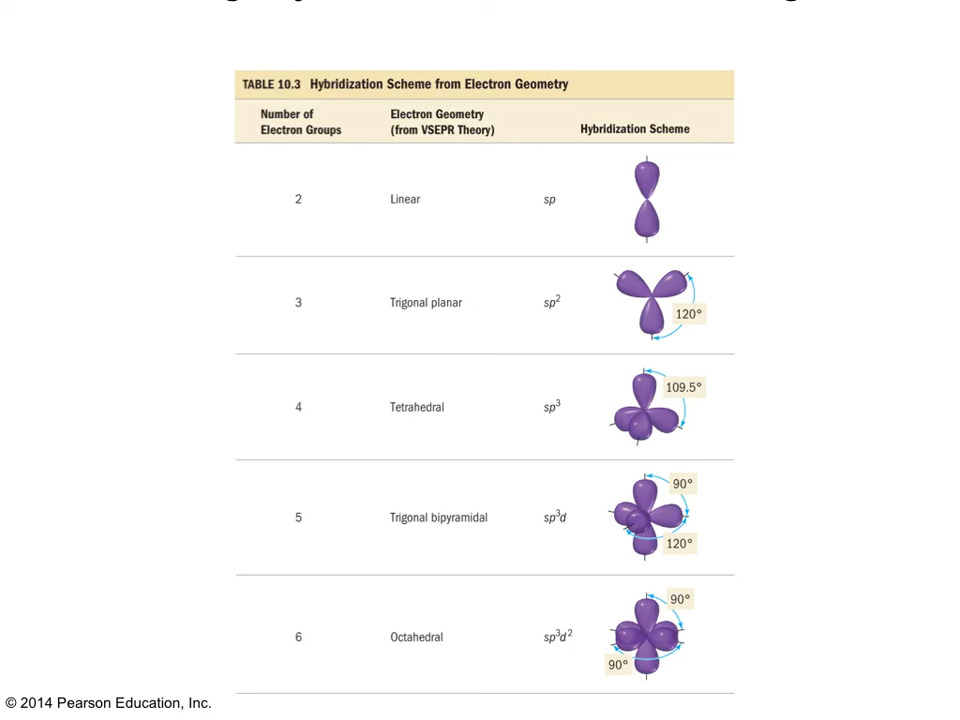 TABLE 10.3 Hybridization Scheme from Electron Geometry
Number of
Electron Groups
Electron Geometry
(from VSEPR Theory)
Hybridization Scheme
2 Linear sp
3 Trigonal planar sp²
120°
4 Tetrahedral sp³
109.5°
5 Trigonal bipyramidal sp³d
90°
120°
6 Octahedral sp³d²
90°
90°
© 2014 Pearson Education, Inc.